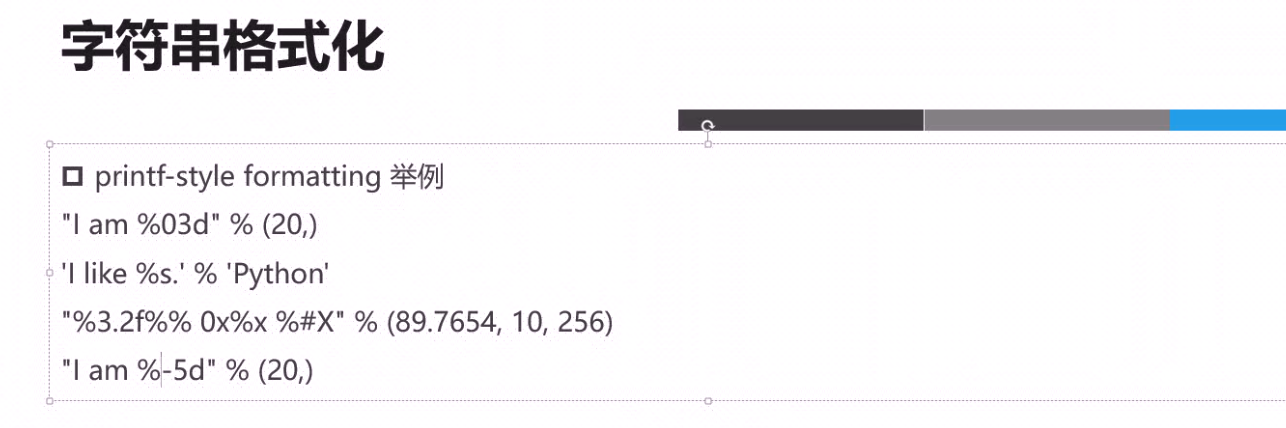 字符串格式化
printf-style formatting 举例
"I am %03d" % (20,)
'I like %s.' % 'Python'
"%3.2f%% 0x%x %#X" % (89.7654, 10, 256)
"I am %-5d" % (20,)